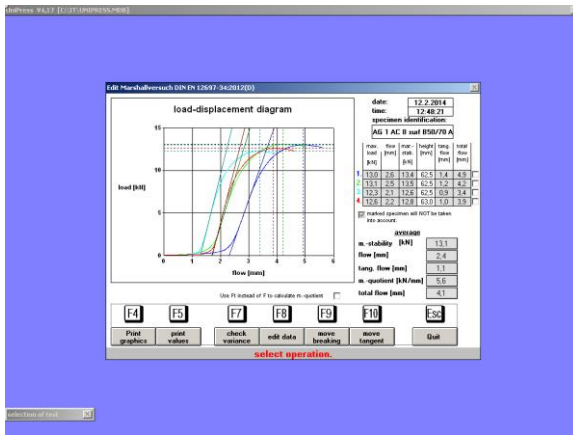 UniPress V4.17 [C:\JT\UNIPRESS.MDB]
Edit Marshallversuch DIN EN 12697-34:2012(D)
load-displacement diagram
15
10
5
0
load [kN]
0 1 2 3 4 5 6
flow [mm]
date: 12.2.2014
time: 12:48:21
specimen identification:
AG 1 AC 8 surf B50/70 A
max. load [kN] flow [mm] mar-stab. [kN] height [mm] tang. flow [mm] total flow [mm]
1. 13,0 2,6 13,4 62,5 1,4 4,9
2. 13,1 2,5 13,5 62,5 1,2 4,2
3. 12,3 2,1 12,6 62,5 0,9 3,4
4. 12,6 2,2 12,8 63,0 1,0 3,9
marked specimen will NOT be taken
into account.
average
m.-stability [kN] 13,1
flow [mm] 2,4
tang. flow [mm] 1,1
m.-quotient [kN/mm] 5,6
total flow [mm] 4,1
Use Ft instead of F to calculate m.-quotient
F4 F5 F7 F8 F9 F10 Esc
Print graphics
print values
check variance
edit data
move breaking
move tangent
Quit
select operation.
selection of test